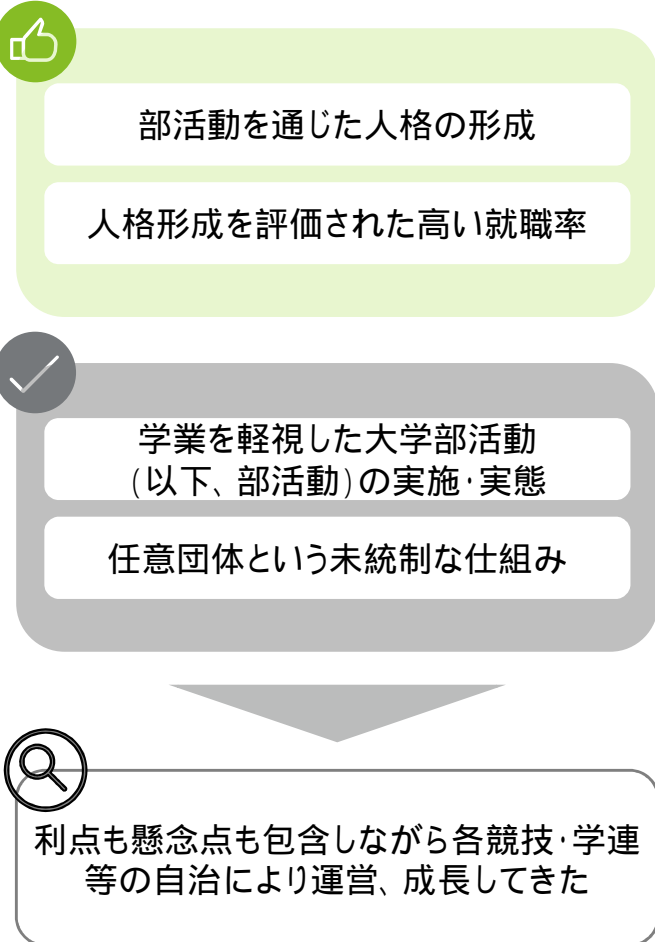 部活動を通じた人格の形成
人格形成を評価された高い就職率
学業を軽視した大学部活動
(以下、部活動)の実施・実態
任意団体という未統制な仕組み
利点も懸念点も包含しながら各競技・学連
等の自治により運営、成長してきた